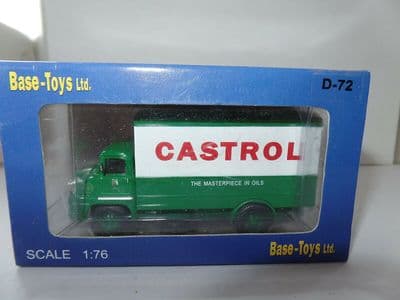 Base-Toys Ltd.
D-72
CASTROL
THE MASTERPIECE IN OILS
SCALE 1:76
Base-Toys Ltd.